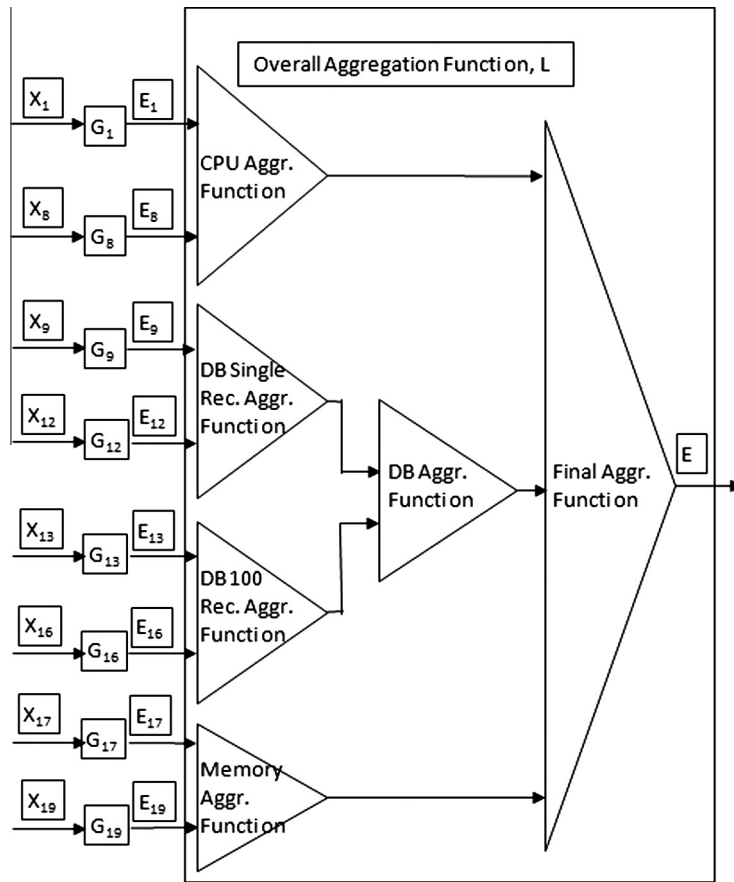 Overall Aggregation Function, L
X₁
G₁
E₁
CPU Aggr.
Function
X₈
G₈
E₈
X₉
G₉
E₉
DB Single
Rec. Aggr.
Function
X₁₂
G₁₂
E₁₂
DB Aggr.
Function
Final Aggr.
Function
E
X₁₃
G₁₃
E₁₃
DB 100
Rec. Aggr.
Function
X₁₆
G₁₆
E₁₆
X₁₇
G₁₇
E₁₇
Memory
Aggr.
Function
X₁₉
G₁₉
E₁₉